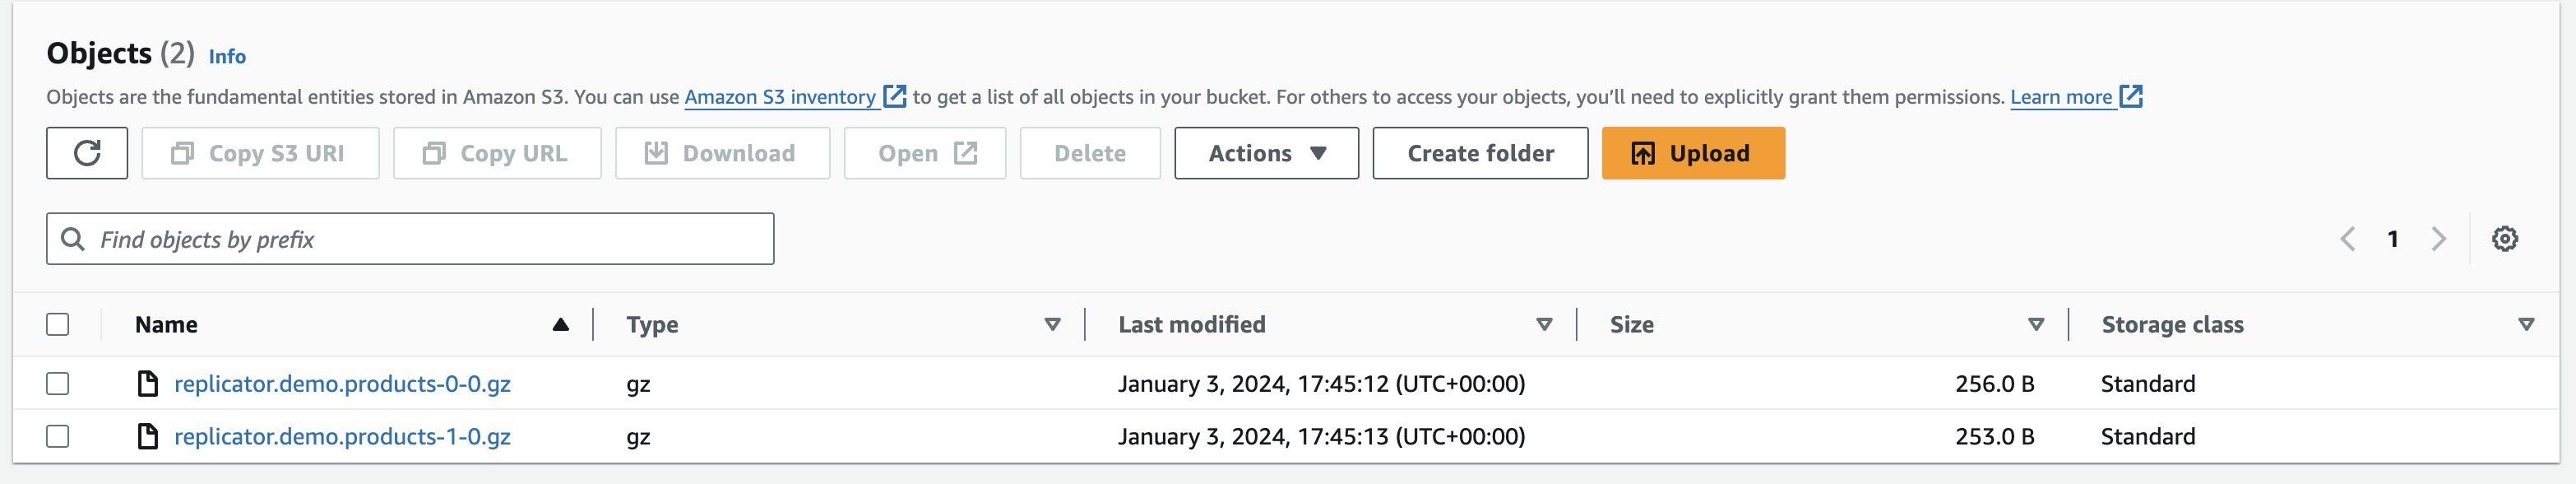 Objects (2) Info
Objects are the fundamental entities stored in Amazon S3. You can use Amazon S3 inventory to get a list of all objects in your bucket. For others to access your objects, you’ll need to explicitly grant them permissions. Learn more
Copy S3 URI Copy URL Download Open Delete Actions Create folder Upload
Find objects by prefix 1
Name Type Last modified Size Storage class
replicator.demo.products-0-0.gz gz January 3, 2024, 17:45:12 (UTC+00:00) 256.0 B Standard
replicator.demo.products-1-0.gz gz January 3, 2024, 17:45:13 (UTC+00:00) 253.0 B Standard